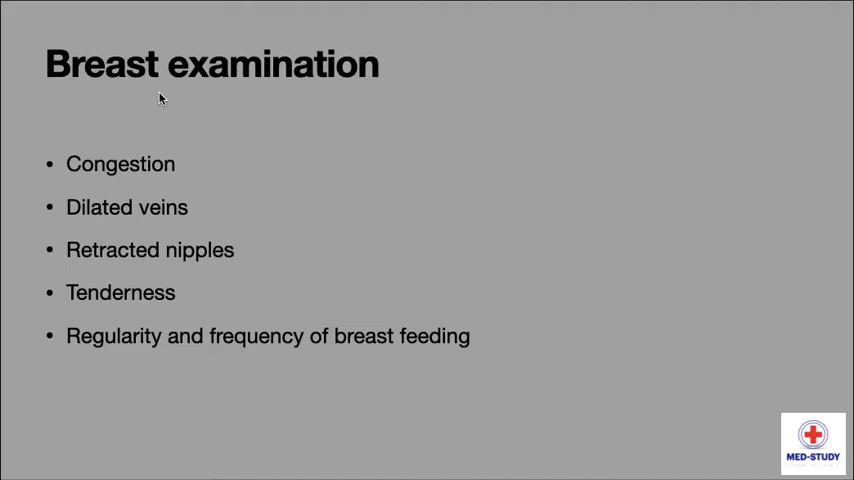 Breast examination
• Congestion
• Dilated veins
• Retracted nipples
• Tenderness
• Regularity and frequency of breast feeding
MED-STUDY